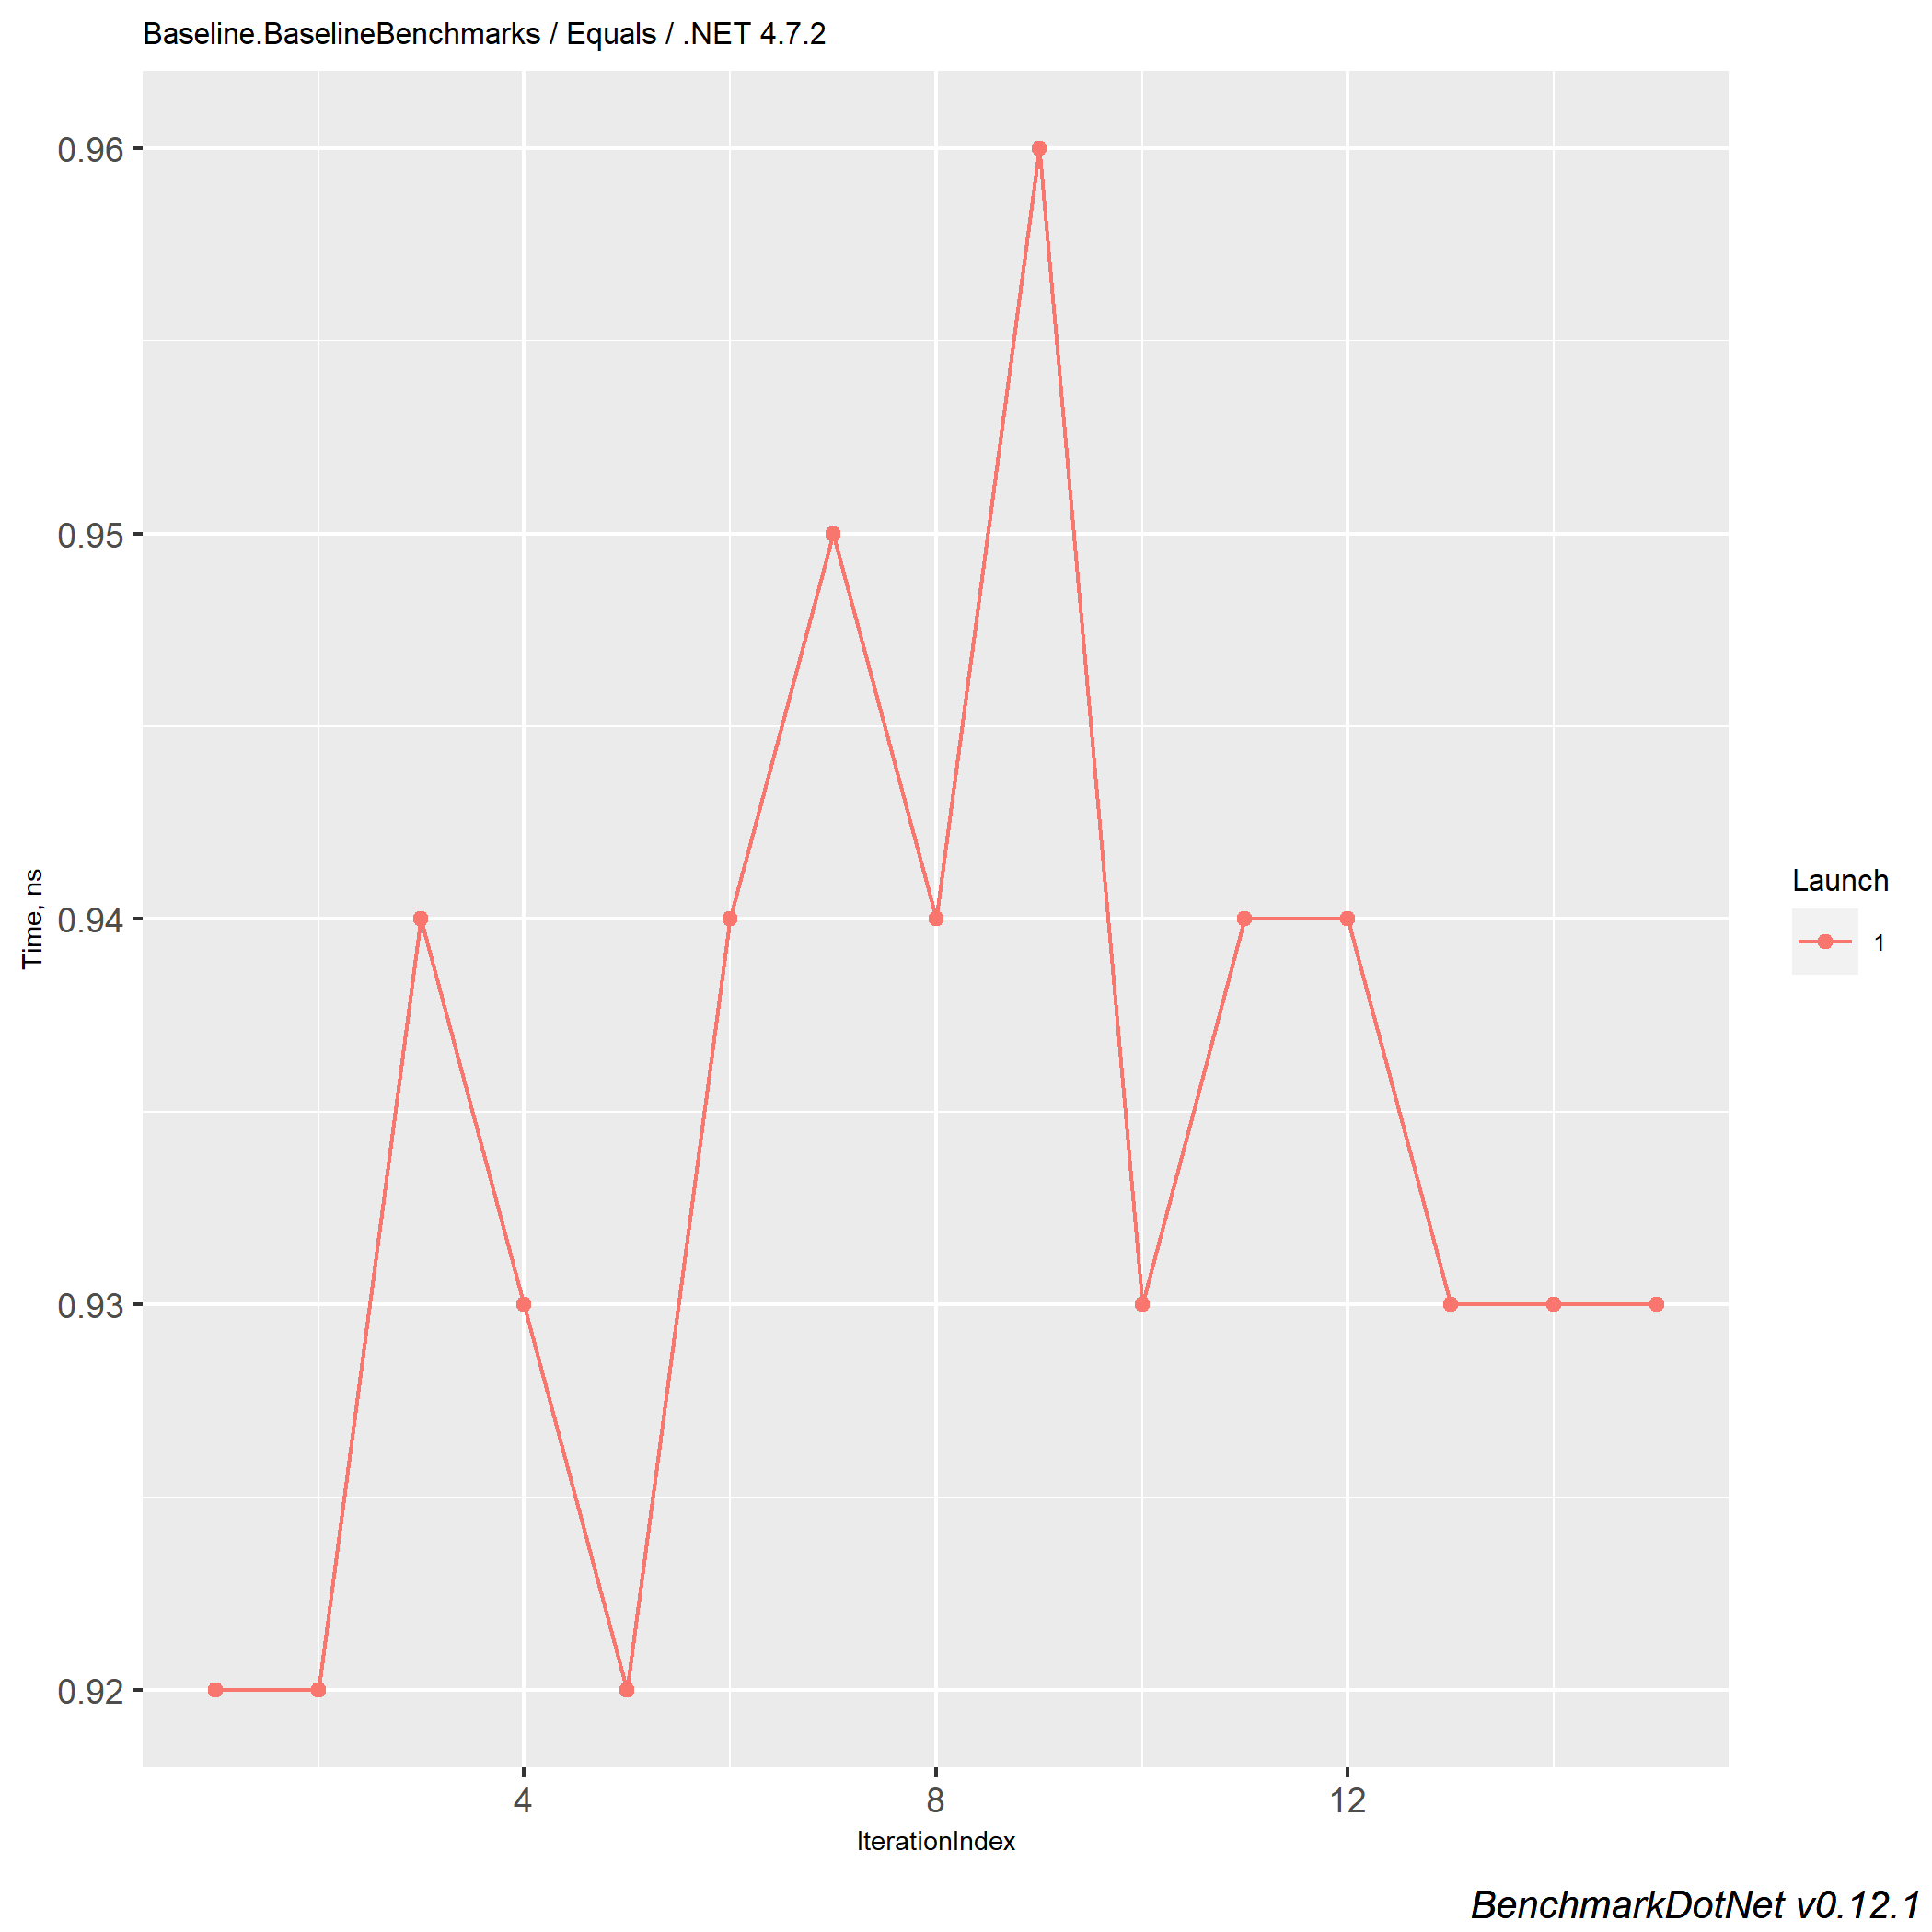 Baseline.BaselineBenchmarks / Equals / .NET 4.7.2
0.96
0.95
0.94
0.93
0.92
Time, ns
4 8 12
IterationIndex
Launch
1
BenchmarkDotNet v0.12.1